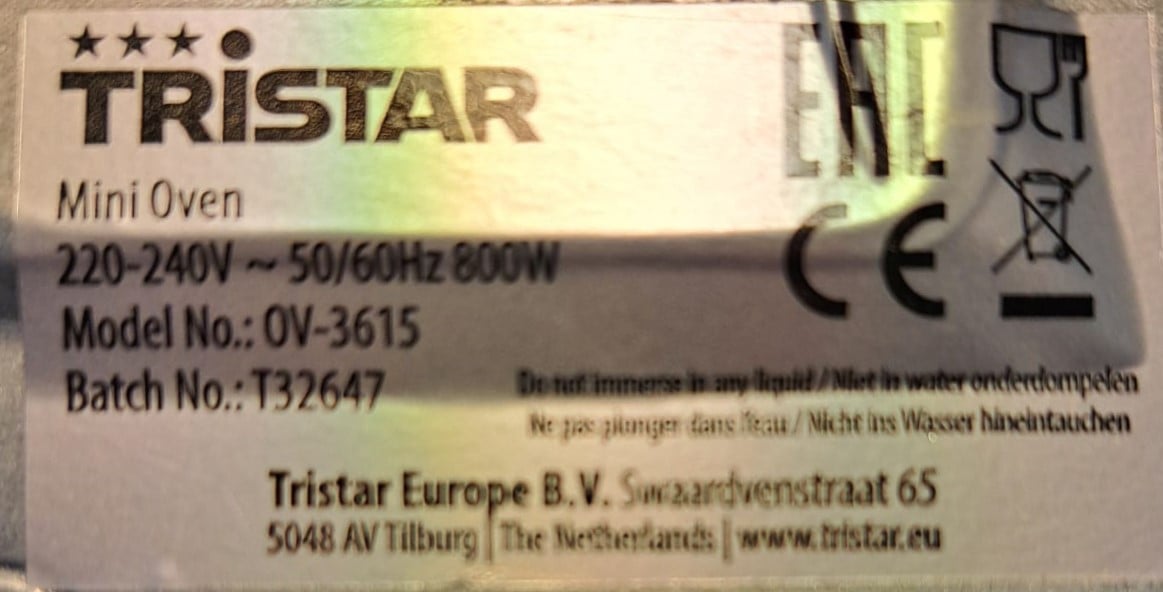 TRISTAR
Mini Oven
220-240V ~ 50/60Hz 800W
Model No.: OV-3615
Batch No.: T32647
EAC
CE
Do not immerse in any liquid / Niet in water onderdompelen
Ne pas plonger dans l'eau / Nicht ins Wasser hineintauchen
Tristar Europe B.V. Swaardvenstraat 65
5048 AV Tilburg | The Netherlands | www.tristar.eu